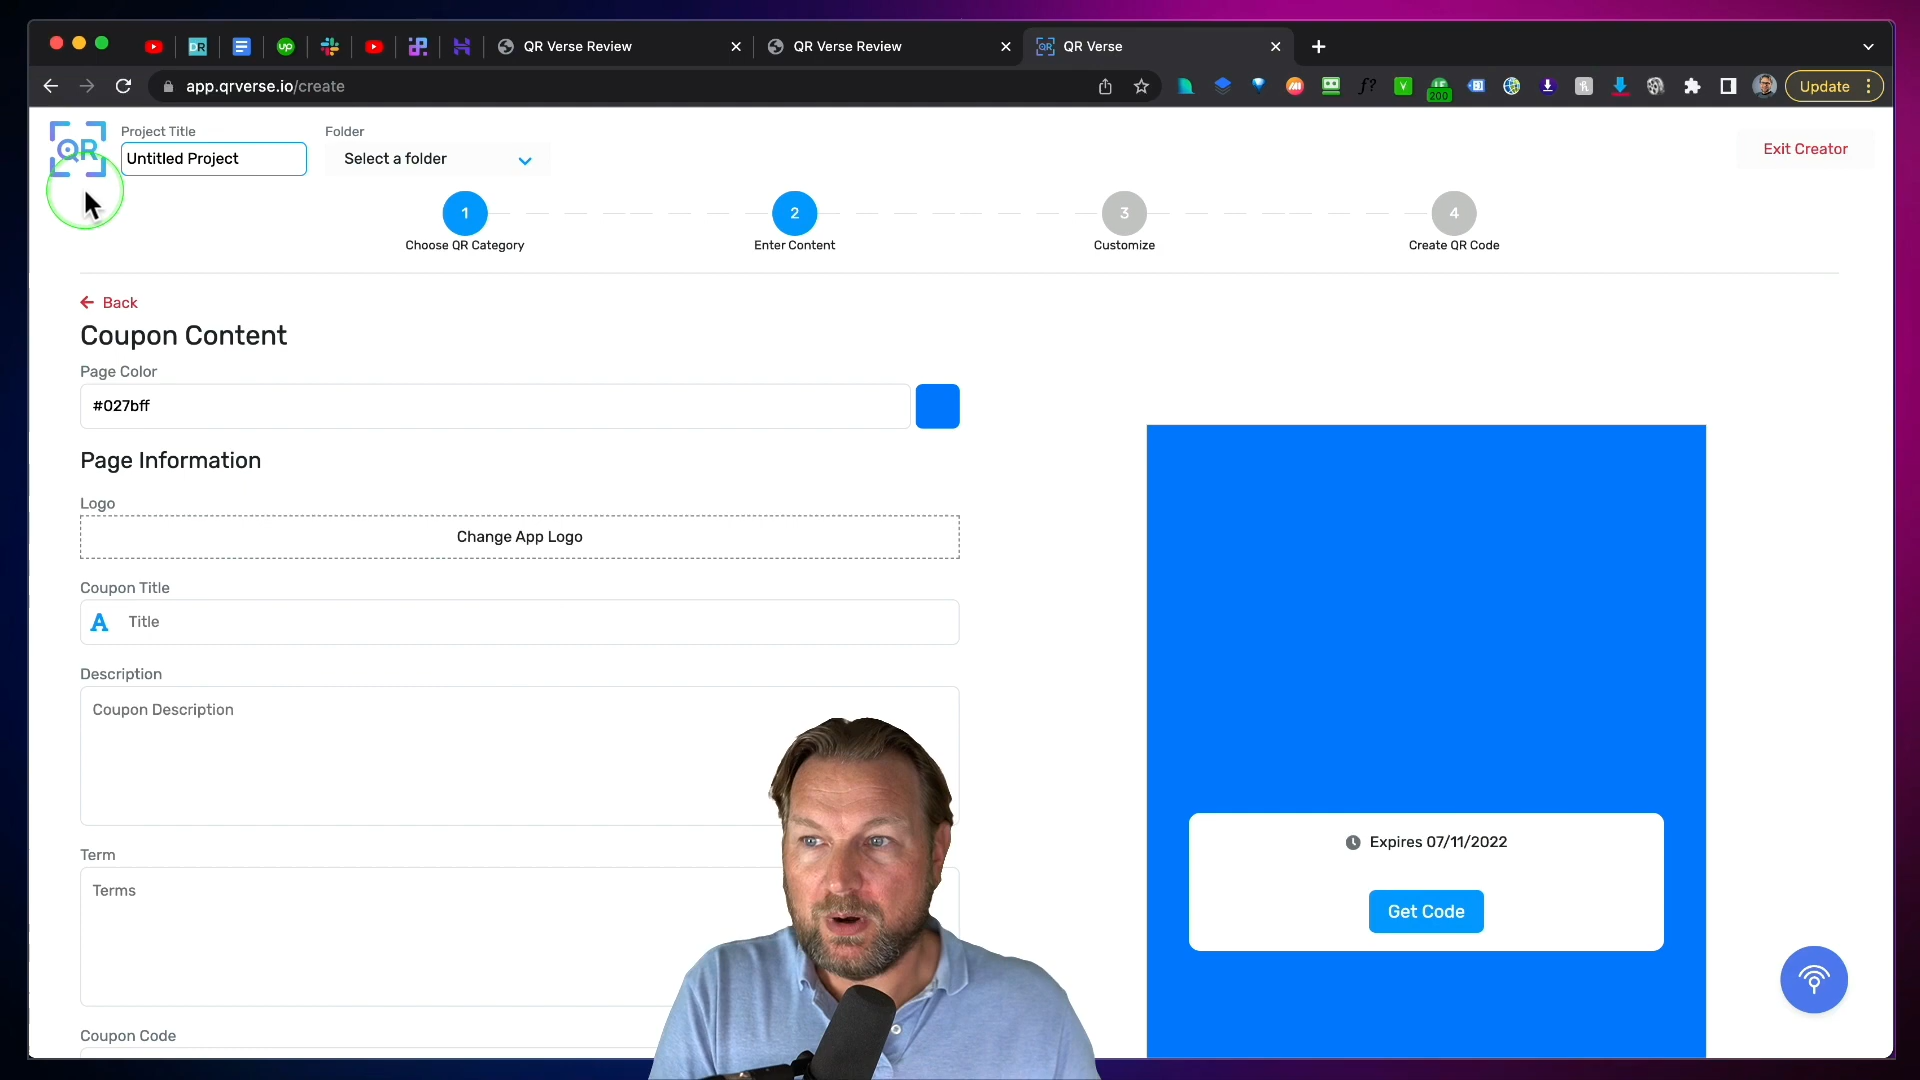 QR Verse Review
QR Verse Review
QR Verse
app.qrverse.io/create
200
Update
QR
Project Title
Untitled Project
Folder
Select a folder
Exit Creator
1
2
3
4
Choose QR Category
Enter Content
Customize
Create QR Code
Back
Coupon Content
Page Color
#027bff
Page Information
Logo
Change App Logo
Coupon Title
A Title
Description
Coupon Description
Term
Terms
Coupon Code
Expires 07/11/2022
Get Code